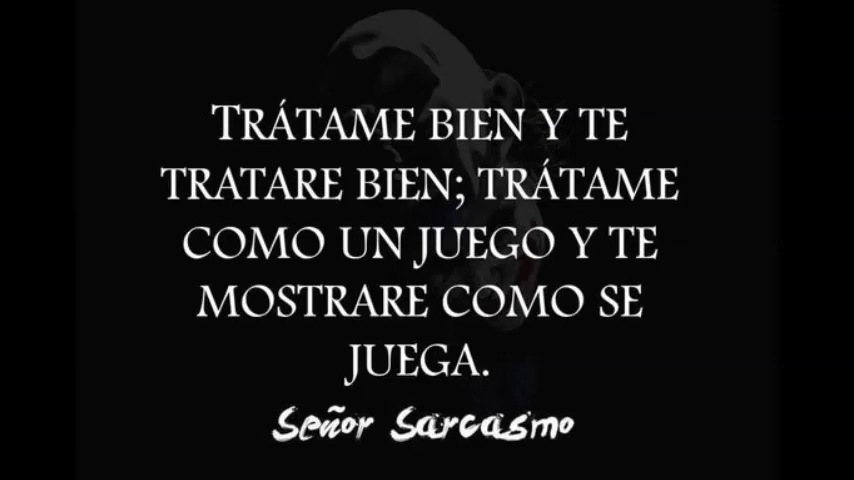 TRÁTAME BIEN Y TE
TRATARE BIEN; TRÁTAME
COMO UN JUEGO Y TE
MOSTRARE COMO SE
JUEGA.
Señor Sarcasmo